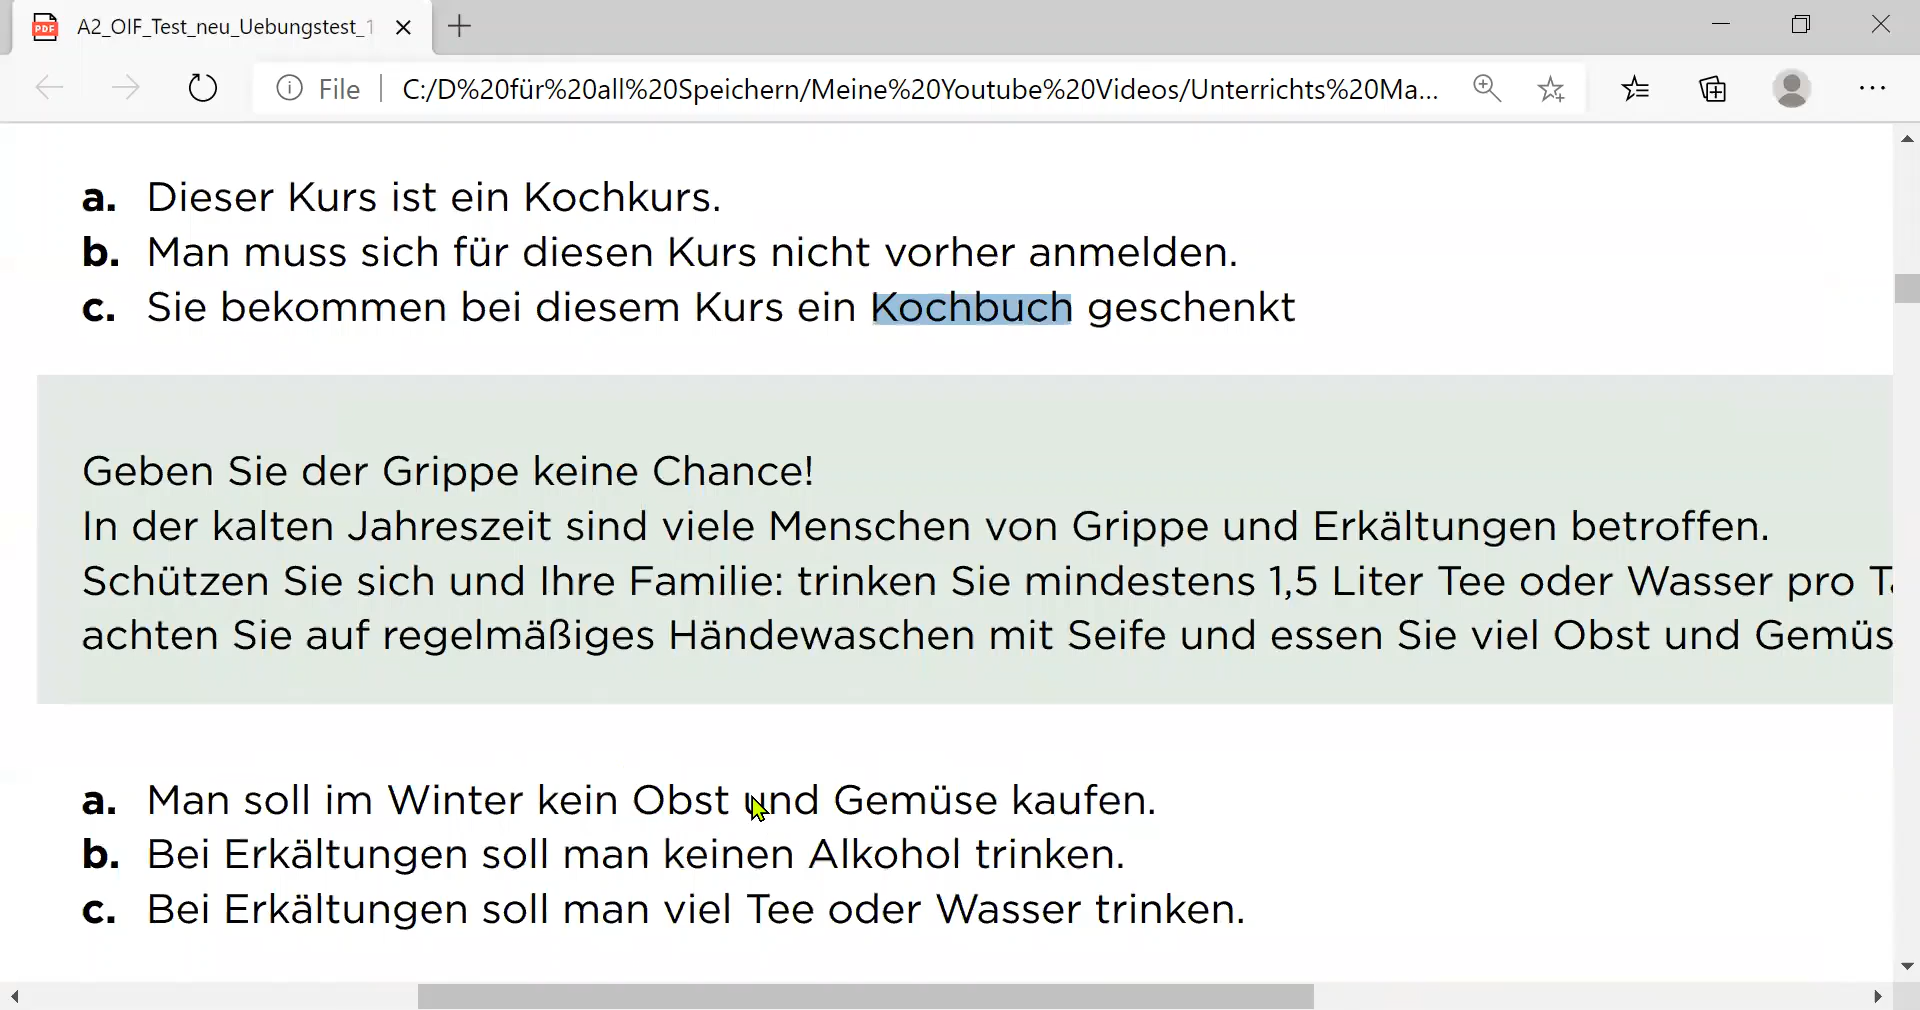 A2_OIF_Test_neu_Uebungstest_1
File
C:/D%20für%20all%20Speichern/Meine%20Youtube%20Videos/Unterrichts%20Ma...
a. Dieser Kurs ist ein Kochkurs.
b. Man muss sich für diesen Kurs nicht vorher anmelden.
c. Sie bekommen bei diesem Kurs ein Kochbuch geschenkt
Geben Sie der Grippe keine Chance!
In der kalten Jahreszeit sind viele Menschen von Grippe und Erkältungen betroffen.
Schützen Sie sich und Ihre Familie: trinken Sie mindestens 1,5 Liter Tee oder Wasser pro
achten Sie auf regelmäßiges Händewaschen mit Seife und essen Sie viel Obst und Gemüs
a. Man soll im Winter kein Obst und Gemüse kaufen.
b. Bei Erkältungen soll man keinen Alkohol trinken.
c. Bei Erkältungen soll man viel Tee oder Wasser trinken.